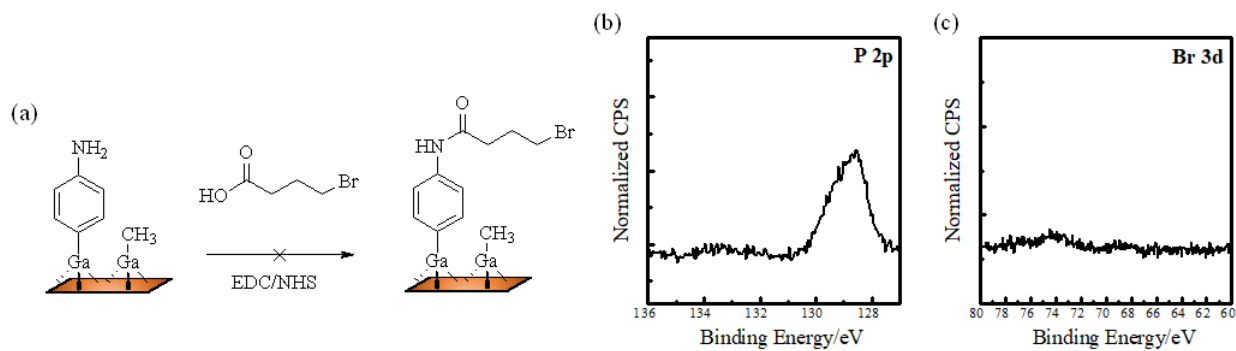 (a)
NH₂
HO
O
Br
EDC/NHS
Ga
CH₃
Ga
O
HN
Br
Ga
CH₃
Ga
(b)
P 2p
Normalized CPS
136 134 132 130 128
Binding Energy/eV
(c)
Br 3d
Normalized CPS
80 78 76 74 72 70 68 66 64 62 60
Binding Energy/eV